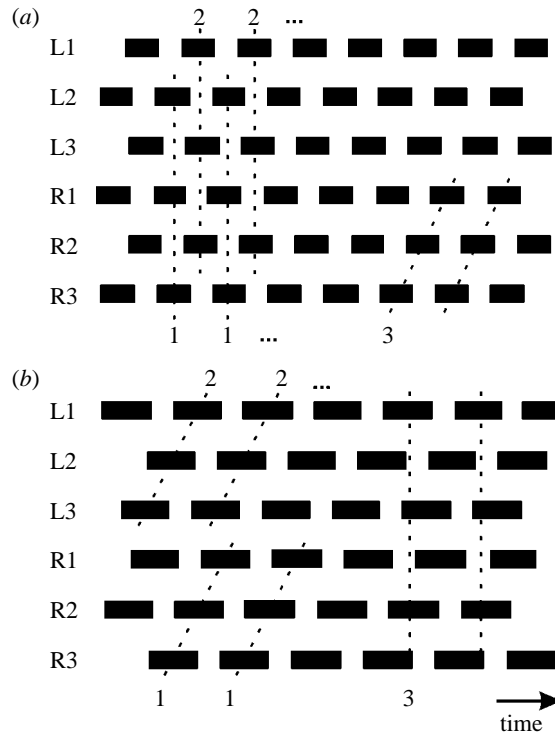 (a) 2 2 ...
L1
L2
L3
R1
R2
R3
1 1 ... 3
(b) 2 2 ...
L1
L2
L3
R1
R2
R3
1 1 3
time